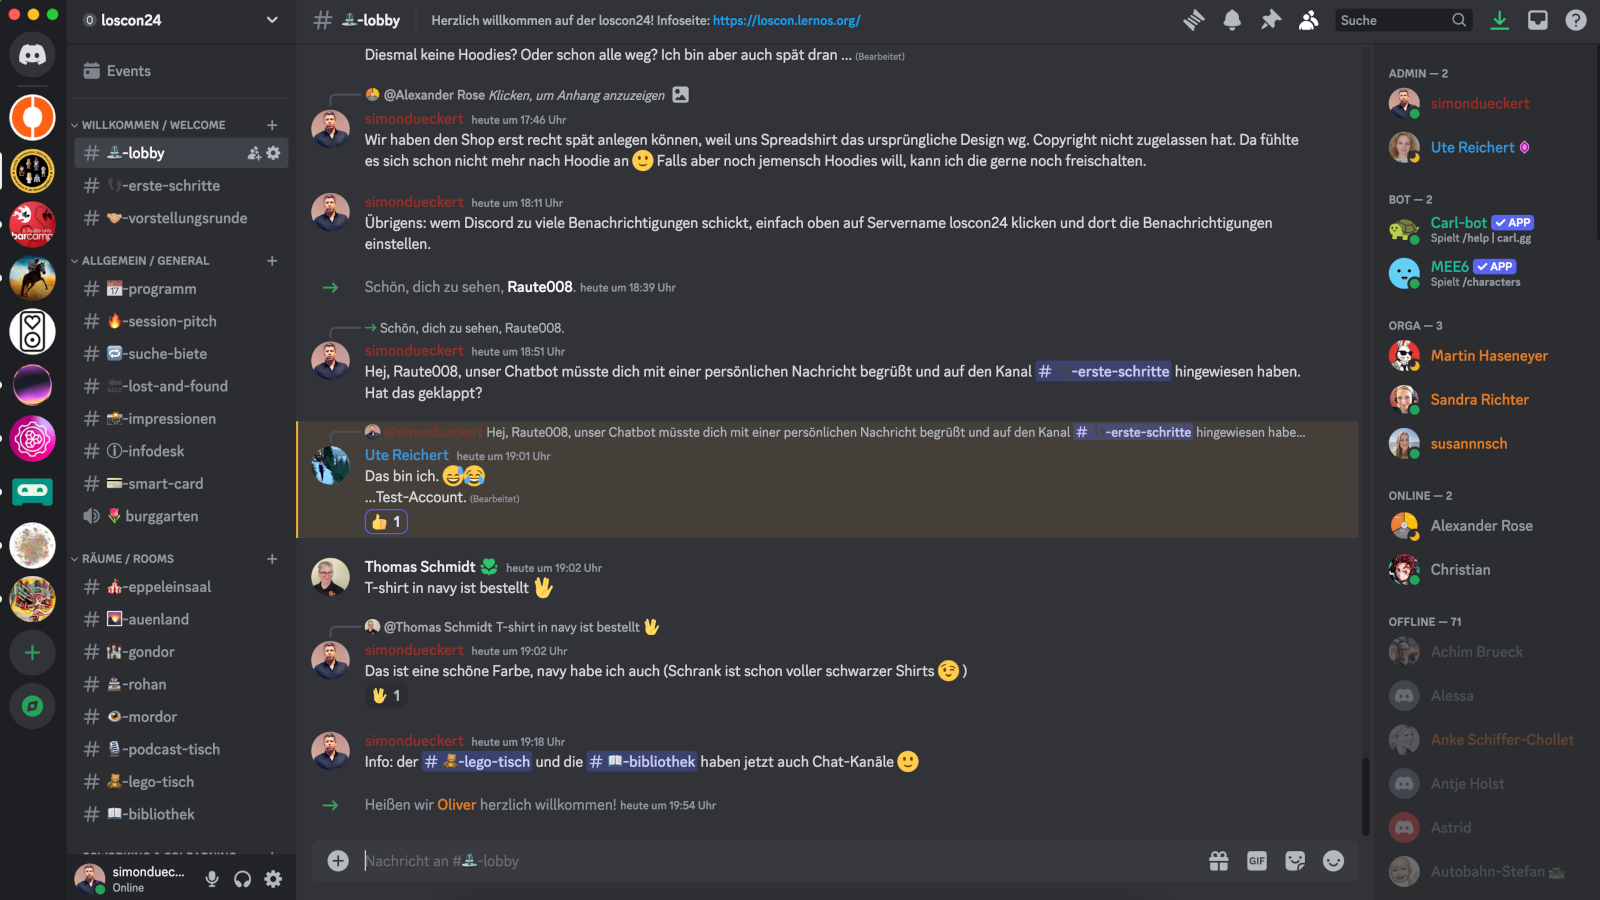 loscon24
Events
WILLKOMMEN / WELCOME
-lobby
-erste-schritte
-vorstellungsrunde
ALLGEMEIN / GENERAL
-programm
-session-pitch
-suche-biete
-lost-and-found
-impressionen
-infodesk
-smart-card
burggarten
RÄUME / ROOMS
-eppeleinsaal
-auenland
-gondor
-rohan
-mordor
-podcast-tisch
-lego-tisch
-bibliothek
simonduec...
Online
# -lobby
Herzlich willkommen auf der loscon24! Infoseite: https://loscon.lernos.org/
Suche
Diesmal keine Hoodies? Oder schon alle weg? Ich bin aber auch spät dran ... (Bearbeitet)
@Alexander Rose Klicken, um Anhang anzuzeigen
simondueckert heute um 17:46 Uhr
Wir haben den Shop erst recht spät anlegen können, weil uns Spreadshirt das ursprüngliche Design wg. Copyright nicht zugelassen hat. Da fühlte
es sich schon nicht mehr nach Hoodie an 🙂 Falls aber noch jemensch Hoodies will, kann ich die gerne noch freischalten.
simondueckert heute um 18:11 Uhr
Übrigens: wem Discord zu viele Benachrichtigungen schickt, einfach oben auf Servername loscon24 klicken und dort die Benachrichtigungen
einstellen.
Schön, dich zu sehen, Raute008. heute um 18:39 Uhr
Schön, dich zu sehen, Raute008.
simondueckert heute um 18:51 Uhr
Hej, Raute008, unser Chatbot müsste dich mit einer persönlichen Nachricht begrüßt und auf den Kanal # -erste-schritte hingewiesen haben.
Hat das geklappt?
@simondueckert Hej, Raute008, unser Chatbot müsste dich mit einer persönlichen Nachricht begrüßt und auf den Kanal # -erste-schritte hingewiesen habe...
Ute Reichert heute um 19:01 Uhr
Das bin ich. 😅😂
...Test-Account. (Bearbeitet)
👍 1
Thomas Schmidt heute um 19:02 Uhr
T-shirt in navy ist bestellt 🖖
@Thomas Schmidt T-shirt in navy ist bestellt 🖖
simondueckert heute um 19:02 Uhr
Das ist eine schöne Farbe, navy habe ich auch (Schrank ist schon voller schwarzer Shirts 😉 )
🖖 1
simondueckert heute um 19:18 Uhr
Info: der # 🧸-lego-tisch und die # 📖-bibliothek haben jetzt auch Chat-Kanäle 🙂
Heißen wir Oliver herzlich willkommen! heute um 19:54 Uhr
Nachricht an # -lobby
GIF
ADMIN — 2
simondueckert
Ute Reichert
BOT — 2
Carl-bot APP
Spielt /help | carl.gg
MEE6 APP
Spielt /characters
ORGA — 3
Martin Haseneyer
Sandra Richter
susannnsch
ONLINE — 2
Alexander Rose
Christian
OFFLINE — 71
Achim Brueck
Alessa
Anke Schiffer-Chollet
Antje Holst
Astrid
Autobahn-Stefan